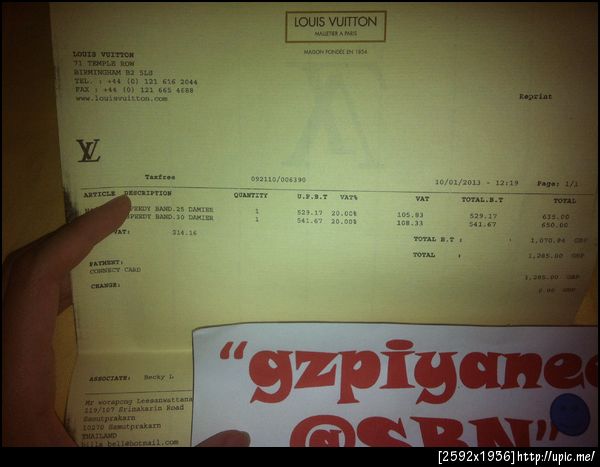 LOUIS VUITTON
MALLETIER A PARIS
MAISON FONDÉE EN 1854
LOUIS VUITTON
71 TEMPLE ROW
BIRMINGHAM B2 5LS
TEL. : +44 (0) 121 616 2044
FAX : +44 (0) 121 665 4688
www.louisvuitton.com
Reprint
LV
Taxfree 092110/006390 10/01/2013 - 12:19 Page: 1/1
ARTICLE DESCRIPTION QUANTITY U.P.B.T VAT% VAT TOTAL.B.T TOTAL
SPEEDY BAND.25 DAMIER 1 529.17 20.00% 105.83 529.17 635.00
SPEEDY BAND.30 DAMIER 1 541.67 20.00% 108.33 541.67 650.00
VAT: 214.16
TOTAL B.T : : 1,070.84 GBP
TOTAL : 1,285.00 GBP
PAYMENT:
CONNECV CARD 1,285.00 GBP
CHANGE: 0.00 GBP
ASSOCIATE: Becky L
Mr worapong Leesanwattana
219/107 Srinakarin Road
Samutprakarn
10270 Samutprakarn
THAILAND
billa_bell@hotmail.com
"gzpiyanee
@SBN"
[2592x1936]http://upic.me/